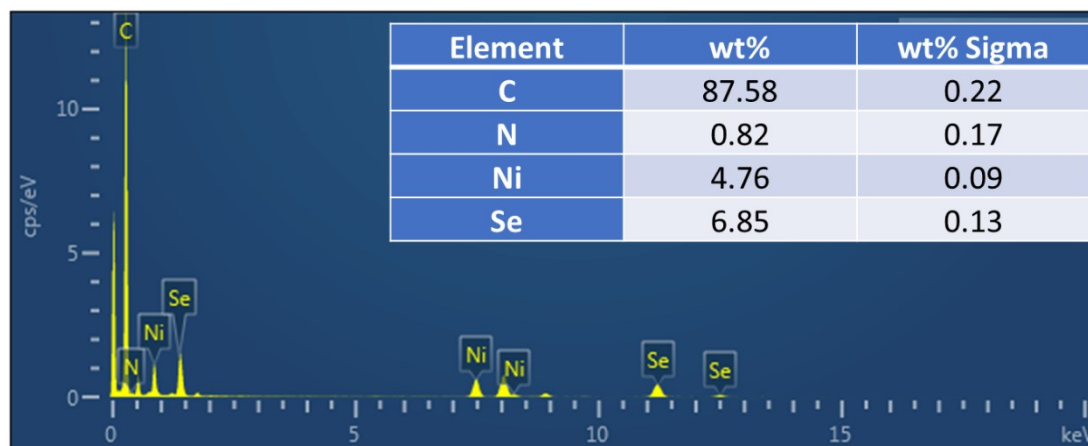 Element wt% wt% Sigma
C 87.58 0.22
N 0.82 0.17
Ni 4.76 0.09
Se 6.85 0.13
cps/eV
10
5
0
C
N
Ni
Se
Ni
Ni
Se
Se
0 5 10 15 keV